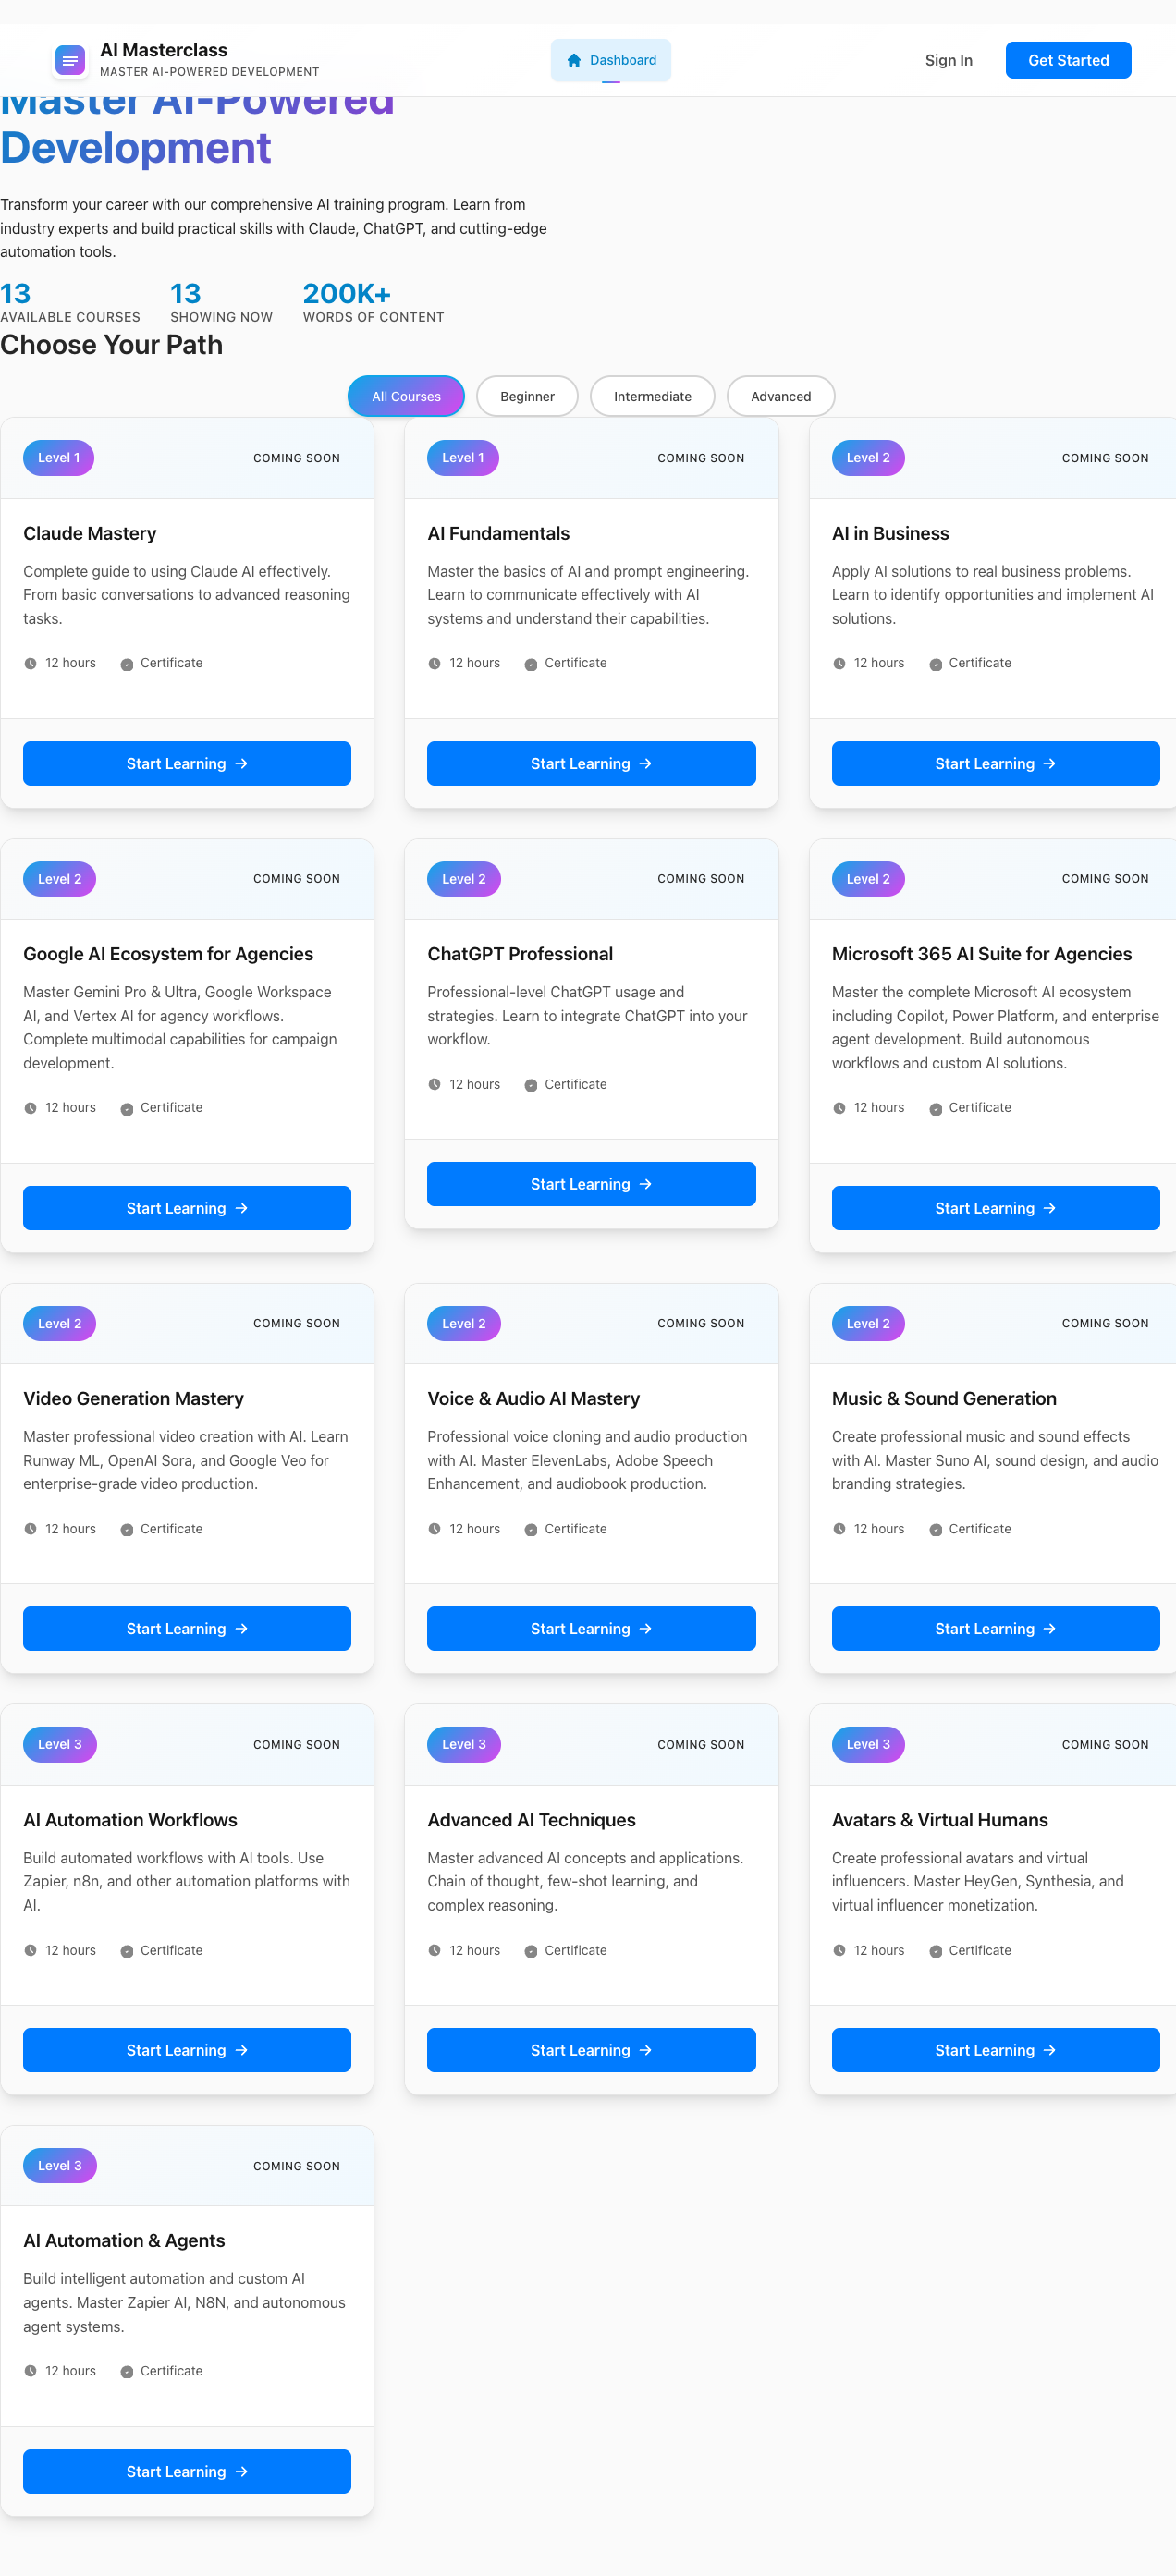 AI Masterclass
MASTER AI-POWERED DEVELOPMENT
Dashboard
Sign In
Get Started
Master AI-Powered
Development
Transform your career with our comprehensive AI training program. Learn from
industry experts and build practical skills with Claude, ChatGPT, and cutting-edge
automation tools.
13
AVAILABLE COURSES
13
SHOWING NOW
200K+
WORDS OF CONTENT
Choose Your Path
All Courses
Beginner
Intermediate
Advanced
Level 1
COMING SOON
Claude Mastery
Complete guide to using Claude AI effectively.
From basic conversations to advanced reasoning
tasks.
12 hours
Certificate
Start Learning →
Level 1
COMING SOON
AI Fundamentals
Master the basics of AI and prompt engineering.
Learn to communicate effectively with AI
systems and understand their capabilities.
12 hours
Certificate
Start Learning →
Level 2
COMING SOON
AI in Business
Apply AI solutions to real business problems.
Learn to identify opportunities and implement AI
solutions.
12 hours
Certificate
Start Learning →
Level 2
COMING SOON
Google AI Ecosystem for Agencies
Master Gemini Pro & Ultra, Google Workspace
AI, and Vertex AI for agency workflows.
Complete multimodal capabilities for campaign
development.
12 hours
Certificate
Start Learning →
Level 2
COMING SOON
ChatGPT Professional
Professional-level ChatGPT usage and
strategies. Learn to integrate ChatGPT into your
workflow.
12 hours
Certificate
Start Learning →
Level 2
COMING SOON
Microsoft 365 AI Suite for Agencies
Master the complete Microsoft AI ecosystem
including Copilot, Power Platform, and enterprise
agent development. Build autonomous
workflows and custom AI solutions.
12 hours
Certificate
Start Learning →
Level 2
COMING SOON
Video Generation Mastery
Master professional video creation with AI. Learn
Runway ML, OpenAI Sora, and Google Veo for
enterprise-grade video production.
12 hours
Certificate
Start Learning →
Level 2
COMING SOON
Voice & Audio AI Mastery
Professional voice cloning and audio production
with AI. Master ElevenLabs, Adobe Speech
Enhancement, and audiobook production.
12 hours
Certificate
Start Learning →
Level 2
COMING SOON
Music & Sound Generation
Create professional music and sound effects
with AI. Master Suno AI, sound design, and audio
branding strategies.
12 hours
Certificate
Start Learning →
Level 3
COMING SOON
AI Automation Workflows
Build automated workflows with AI tools. Use
Zapier, n8n, and other automation platforms with
AI.
12 hours
Certificate
Start Learning →
Level 3
COMING SOON
Advanced AI Techniques
Master advanced AI concepts and applications.
Chain of thought, few-shot learning, and
complex reasoning.
12 hours
Certificate
Start Learning →
Level 3
COMING SOON
Avatars & Virtual Humans
Create professional avatars and virtual
influencers. Master HeyGen, Synthesia, and
virtual influencer monetization.
12 hours
Certificate
Start Learning →
Level 3
COMING SOON
AI Automation & Agents
Build intelligent automation and custom AI
agents. Master Zapier AI, N8N, and autonomous
agent systems.
12 hours
Certificate
Start Learning →